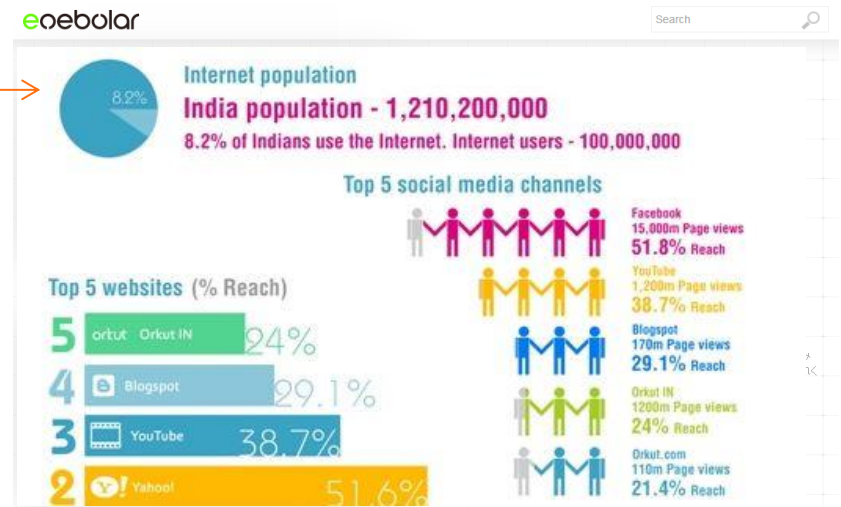 eoebolar
Search
8.2%
Internet population
India population - 1,210,200,000
8.2% of Indians use the Internet. Internet users - 100,000,000
Top 5 social media channels
Facebook
15,000m Page views
51.8% Reach
YouTube
1,200m Page views
38.7% Reach
Blogspot
170m Page views
29.1% Reach
Orkut IN
1200m Page views
24% Reach
Orkut.com
110m Page views
21.4% Reach
Top 5 websites (% Reach)
5 orkut Orkut IN 24%
4 Blogspot 29.1%
3 YouTube 38.7%
2 Y! Yahoo! 51.6%